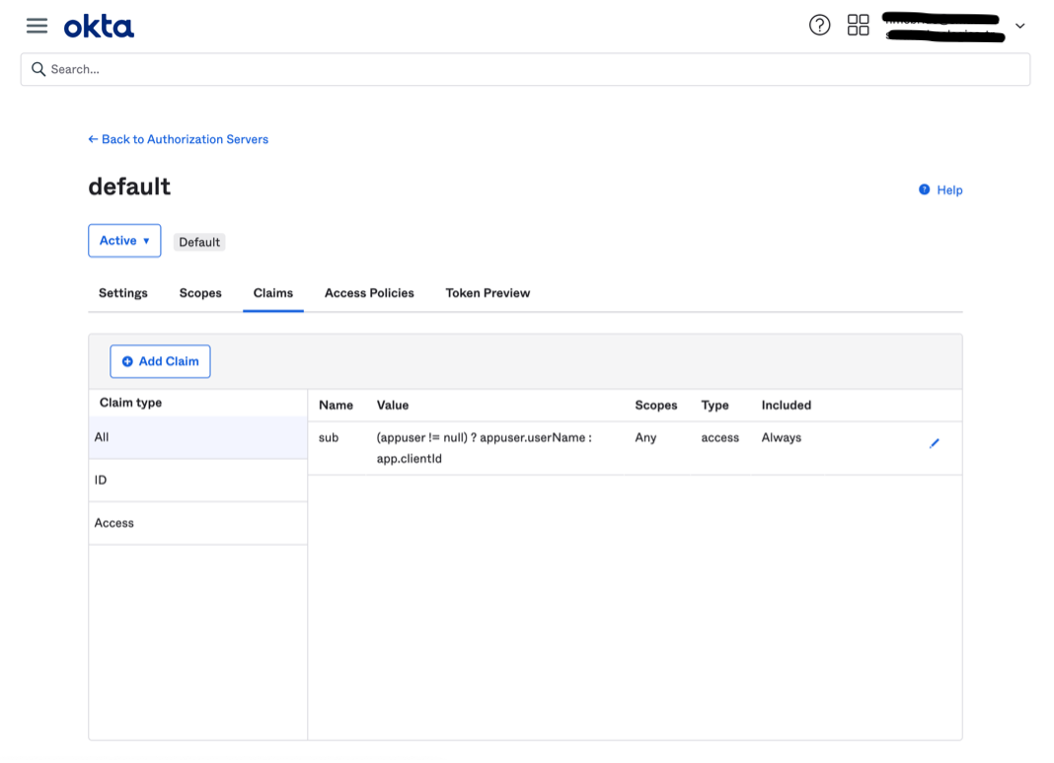 okta
Search...
← Back to Authorization Servers
default
Help
Active ▼ Default
Settings Scopes Claims Access Policies Token Preview
Add Claim
Claim type
All
ID
Access
Name Value Scopes Type Included
sub (appuser != null) ? appuser.userName : Any access Always
app.clientId